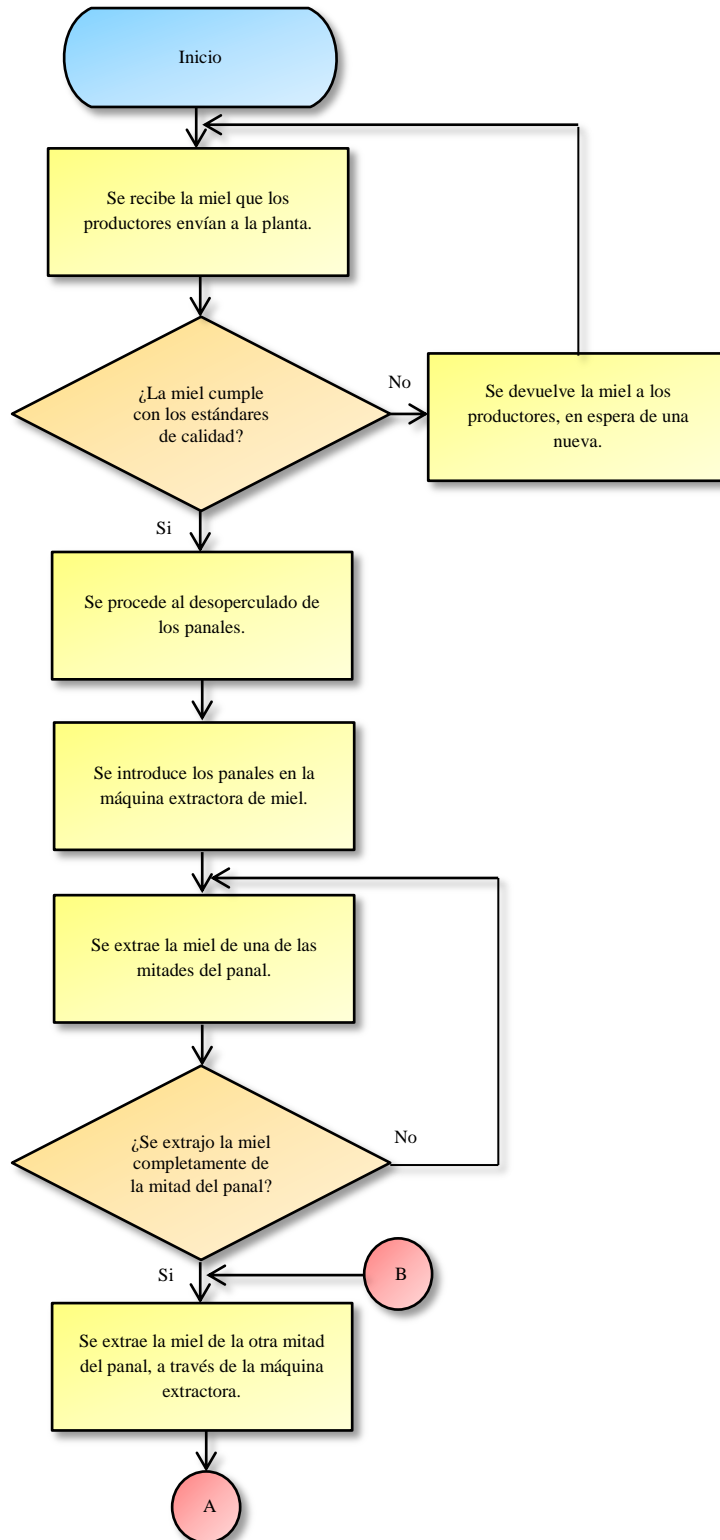 Inicio
Se recibe la miel que los
productores envían a la planta.
¿La miel cumple
con los estándares
de calidad?
No
Se devuelve la miel a los
productores, en espera de una
nueva.
Si
Se procede al desoperculado de
los panales.
Se introduce los panales en la
máquina extractora de miel.
Se extrae la miel de una de las
mitades del panal.
¿Se extrajo la miel
completamente de
la mitad del panal?
No
Si
B
Se extrae la miel de la otra mitad
del panal, a través de la máquina
extractora.
A